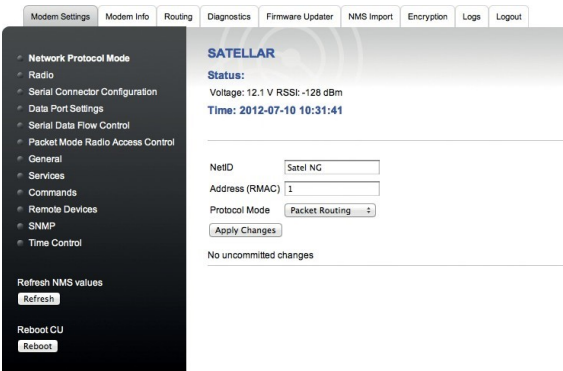 Modem Settings Modem Info Routing Diagnostics Firmware Updater NMS Import Encryption Logs Logout
Network Protocol Mode
Radio
Serial Connector Configuration
Data Port Settings
Serial Data Flow Control
Packet Mode Radio Access Control
General
Services
Commands
Remote Devices
SNMP
Time Control
Refresh NMS values
Refresh
Reboot CU
Reboot
SATELLAR
Status:
Voltage: 12.1 V RSSI: -128 dBm
Time: 2012-07-10 10:31:41
NetID Satel NG
Address (RMAC) 1
Protocol Mode Packet Routing
Apply Changes
No uncommitted changes